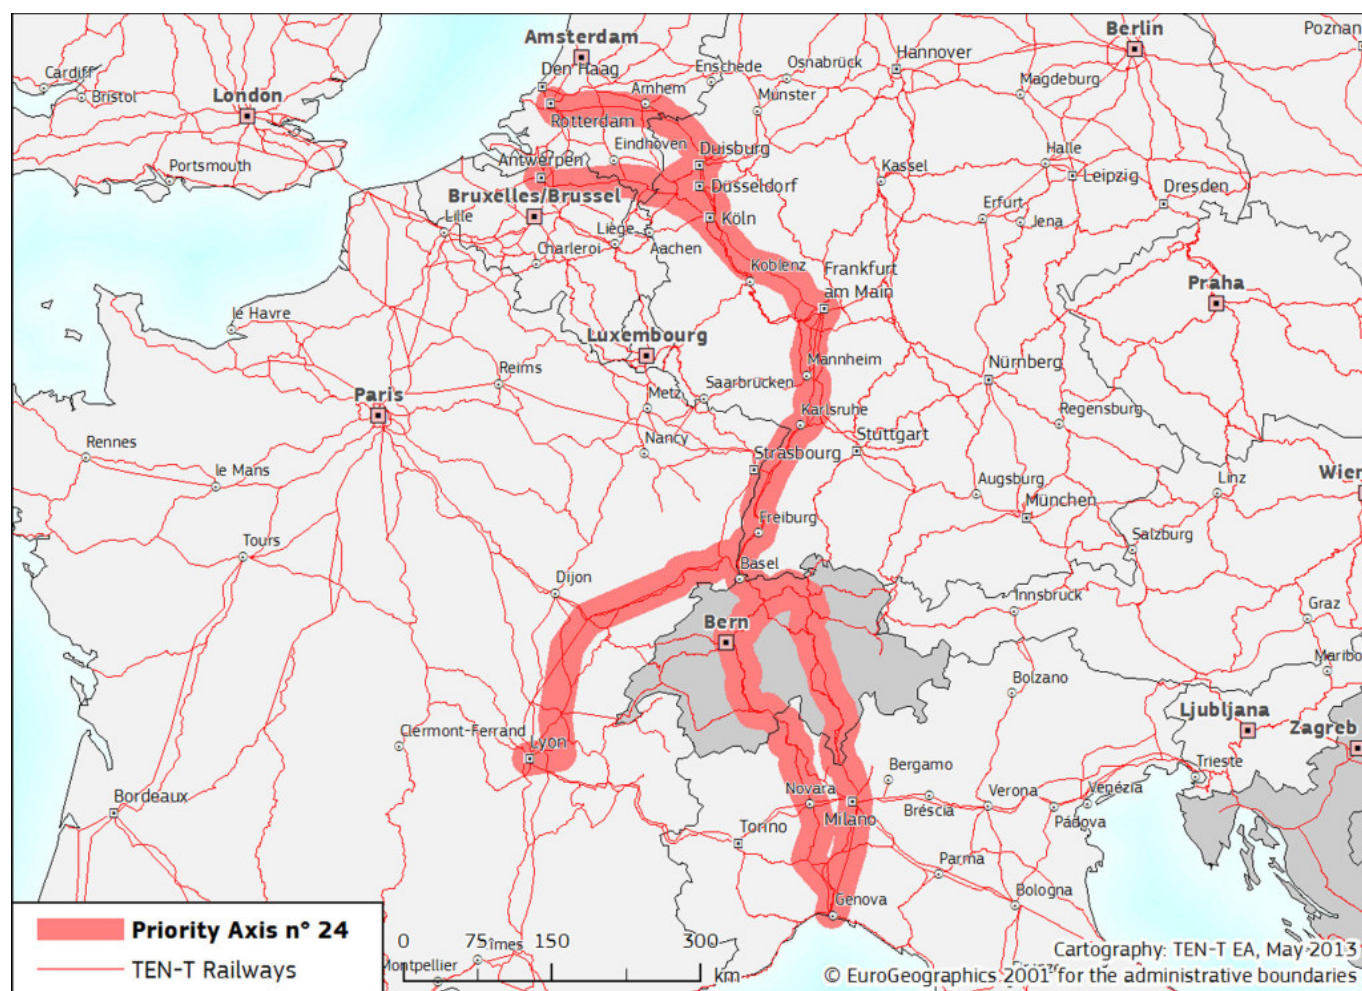 Amsterdam
Berlin
Poznan
Den Haag
Enschede
Osnabrück
Hannover
Cardiff
Bristol
London
Arnhem
Münster
Magdeburg
Rotterdam
Portsmouth
Eindhoven
Duisburg
Antwerpen
Kassel
Halle
Leipzig
Düsseldorf
Dresden
Bruxelles/Brussel
Lille
Köln
Erfurt
Jena
Liège
Charleroi
Aachen
Koblenz
Frankfurt
am Main
Praha
le Havre
Luxembourg
Mannheim
Nürnberg
Reims
Saarbrücken
Metz
Paris
Karlsruhe
Regensburg
Rennes
Nancy
Stuttgart
Strasbourg
le Mans
Augsburg
München
Linz
Wien
Freiburg
Salzburg
Tours
Basel
Dijon
Innsbruck
Graz
Bern
Maribo
Bolzano
Ljubljana
Zagreb
Clermont-Ferrand
Lyon
Trieste
Bergamo
Bordeaux
Novara
Milano
Bréscia
Verona
Venézia
Pádova
Torino
Parma
Bologna
Genova
Priority Axis n° 24
TEN-T Railways
0 75 150 300
km
îmes
Montpellier
Cartography: TEN-T EA, May 2013
© EuroGeographics 2001 for the administrative boundaries